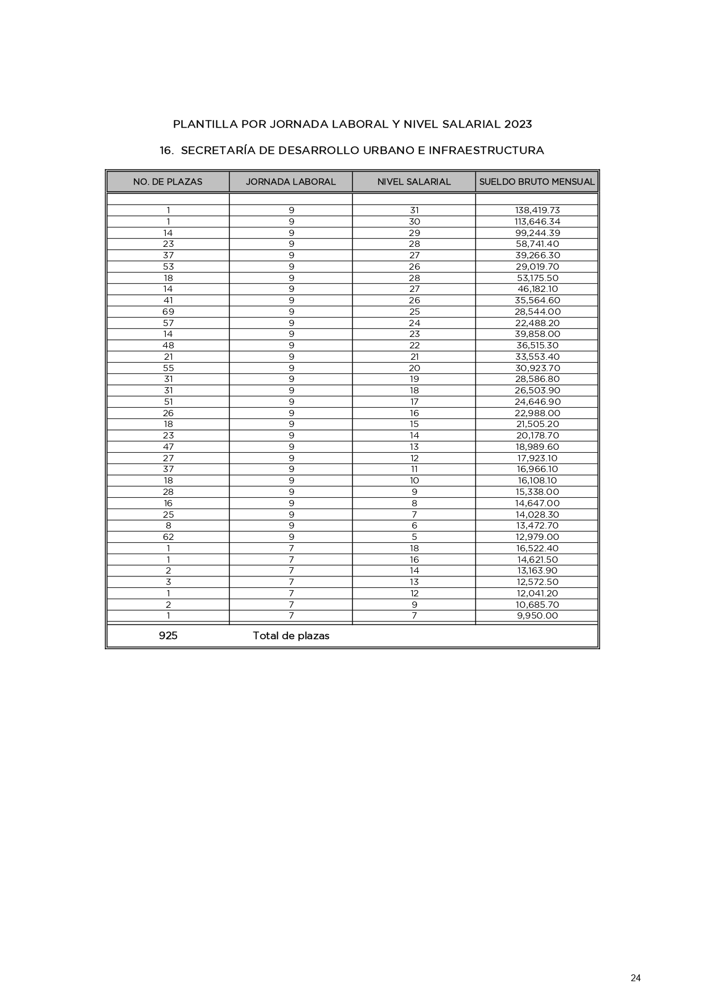 PLANTILLA POR JORNADA LABORAL Y NIVEL SALARIAL 2023
16. SECRETARÍA DE DESARROLLO URBANO E INFRAESTRUCTURA
NO. DE PLAZAS JORNADA LABORAL NIVEL SALARIAL SUELDO BRUTO MENSUAL
1 9 31 138,419.73
1 9 30 113,646.34
14 9 29 99,244.39
23 9 28 58,741.40
37 9 27 39,266.30
53 9 26 29,019.70
18 9 28 53,175.50
14 9 27 46,182.10
41 9 26 35,564.60
69 9 25 28,544.00
57 9 24 22,488.20
14 9 23 39,858.00
48 9 22 36,515.30
21 9 21 33,553.40
55 9 20 30,923.70
31 9 19 28,586.80
31 9 18 26,503.90
51 9 17 24,646.90
26 9 16 22,988.00
18 9 15 21,505.20
23 9 14 20,178.70
47 9 13 18,989.60
27 9 12 17,923.10
37 9 11 16,966.10
18 9 10 16,108.10
28 9 9 15,338.00
16 9 8 14,647.00
25 9 7 14,028.30
8 9 6 13,472.70
62 9 5 12,979.00
1 7 18 16,522.40
1 7 16 14,621.50
2 7 14 13,163.90
3 7 13 12,572.50
1 7 12 12,041.20
2 7 9 10,685.70
1 7 7 9,950.00
925 Total de plazas
24